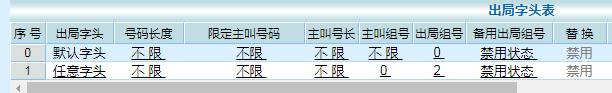 出局字头表
序 号 出局字头 号码长度 限定主叫号码 主叫号长 主叫组号 出局组号 备用出局组号 替 换
0 默认字头 不 限 不限 不 限 不 限 0 禁用状态 禁用
1 任意字头 不 限 不限 不 限 0 2 禁用状态 禁用